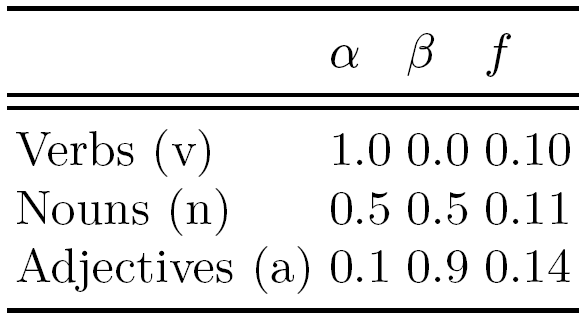 α β f
Verbs (v) 1.0 0.0 0.10
Nouns (n) 0.5 0.5 0.11
Adjectives (a) 0.1 0.9 0.14